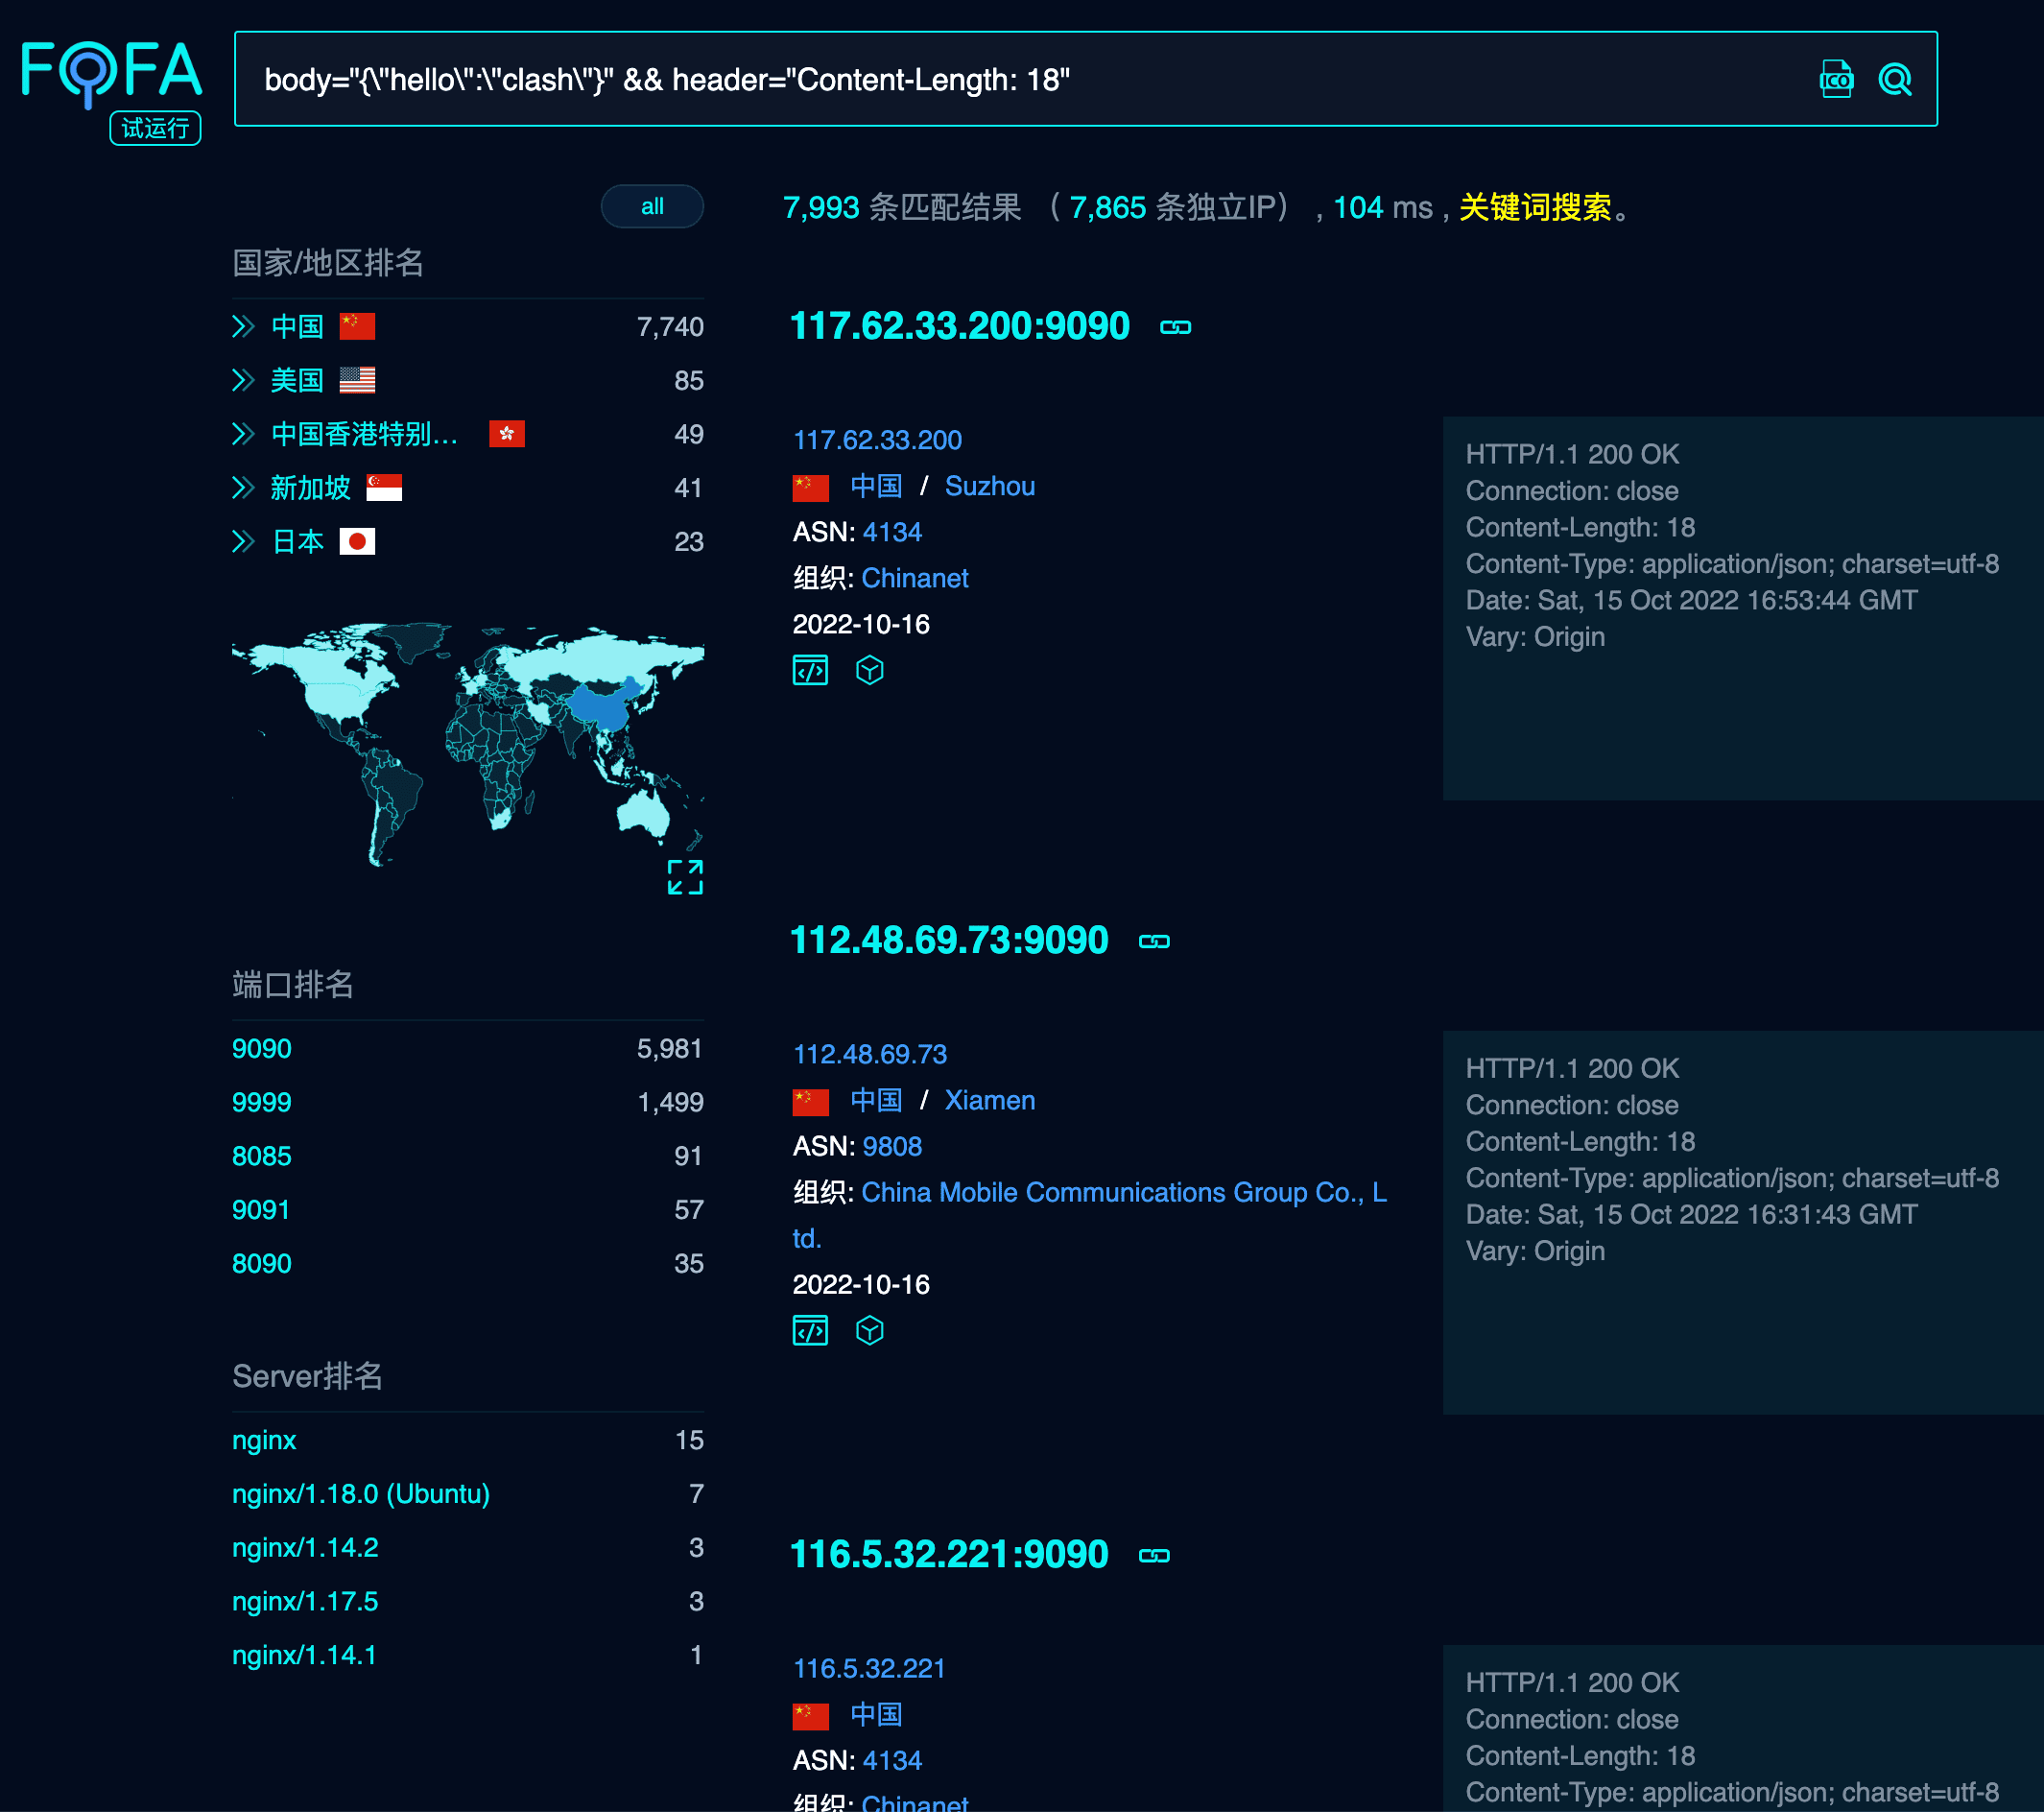 FOFA
试运行
body="{\"hello\":\"clash\"}" && header="Content-Length: 18"
ICO
all
7,993 条匹配结果 （ 7,865 条独立IP） , 104 ms , 关键词搜索。
国家/地区排名
中国 7,740
美国 85
中国香港特别... 49
新加坡 41
日本 23
端口排名
9090 5,981
9999 1,499
8085 91
9091 57
8090 35
Server排名
nginx 15
nginx/1.18.0 (Ubuntu) 7
nginx/1.14.2 3
nginx/1.17.5 3
nginx/1.14.1 1
117.62.33.200:9090
117.62.33.200
中国 / Suzhou
ASN: 4134
组织: Chinanet
2022-10-16
HTTP/1.1 200 OK
Connection: close
Content-Length: 18
Content-Type: application/json; charset=utf-8
Date: Sat, 15 Oct 2022 16:53:44 GMT
Vary: Origin
112.48.69.73:9090
112.48.69.73
中国 / Xiamen
ASN: 9808
组织: China Mobile Communications Group Co., L
td.
2022-10-16
HTTP/1.1 200 OK
Connection: close
Content-Length: 18
Content-Type: application/json; charset=utf-8
Date: Sat, 15 Oct 2022 16:31:43 GMT
Vary: Origin
116.5.32.221:9090
116.5.32.221
中国
ASN: 4134
组织: Chinanet
HTTP/1.1 200 OK
Connection: close
Content-Length: 18
Content-Type: application/json; charset=utf-8